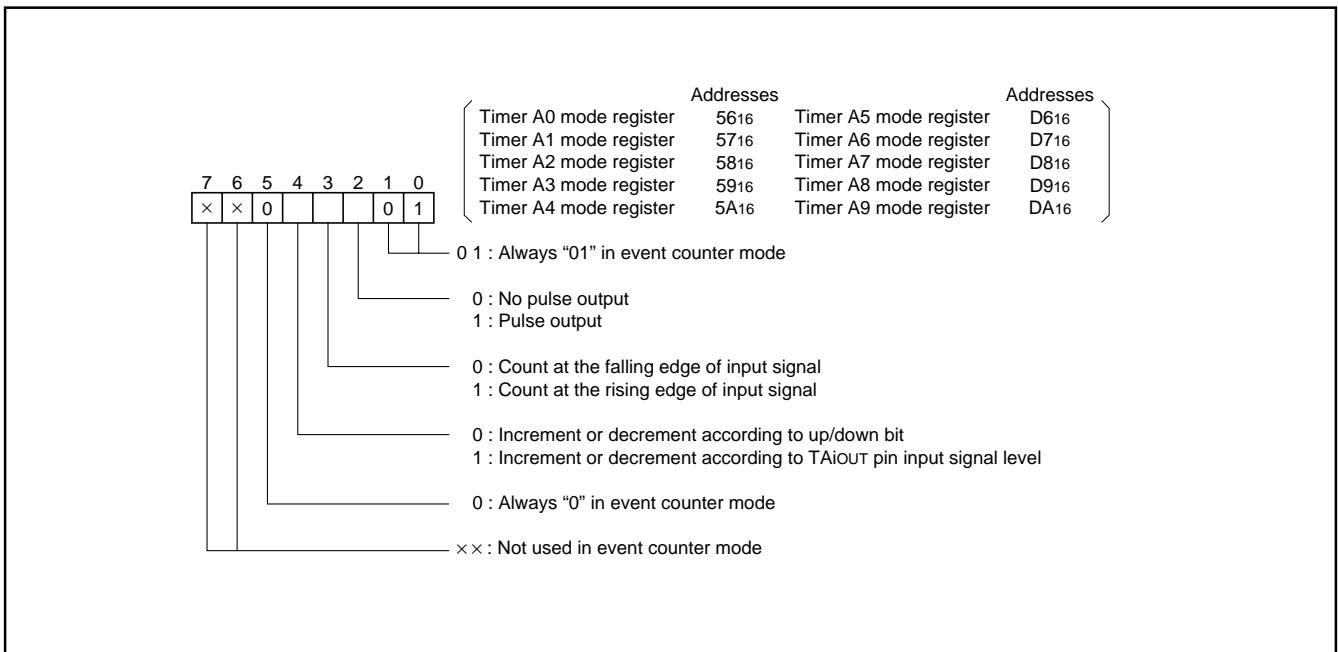 Addresses Addresses
Timer A0 mode register 5616 Timer A5 mode register D616
Timer A1 mode register 5716 Timer A6 mode register D716
Timer A2 mode register 5816 Timer A7 mode register D816
Timer A3 mode register 5916 Timer A8 mode register D916
Timer A4 mode register 5A16 Timer A9 mode register DA16
7 6 5 4 3 2 1 0
× × 0 0 1
0 1 : Always “01” in event counter mode
0 : No pulse output
1 : Pulse output
0 : Count at the falling edge of input signal
1 : Count at the rising edge of input signal
0 : Increment or decrement according to up/down bit
1 : Increment or decrement according to TAiOUT pin input signal level
0 : Always “0” in event counter mode
×× : Not used in event counter mode